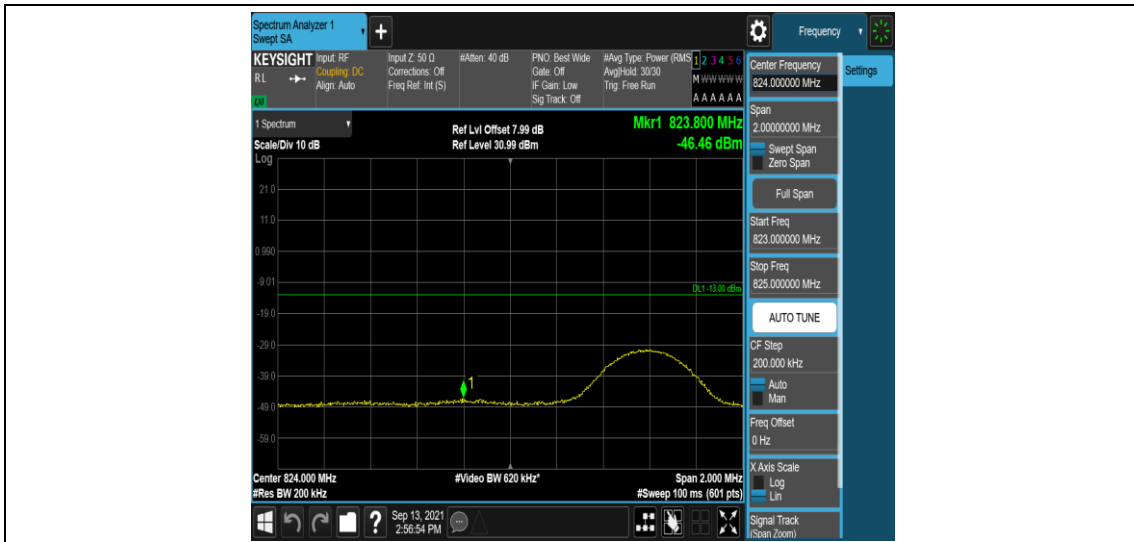 Spectrum Analyzer 1
Swept SA
+
Frequency
KEYSIGHT
RL
LXI
Input: RF
Coupling: DC
Align: Auto
Input Z: 50 Ω
Corrections: Off
Freq Ref: Int (S)
#Atten: 40 dB
PNO: Best Wide
Gate: Off
IF Gain: Low
Sig Track: Off
#Avg Type: Power (RMS
Avg|Hold: 30/30
Trig: Free Run
1 2 3 4 5 6
M W W W W W
A A A A A A
1 Spectrum
Scale/Div 10 dB
Log
Ref Lvl Offset 7.99 dB
Ref Level 30.99 dBm
Mkr1 823.800 MHz
-46.46 dBm
21.0
11.0
0.990
-9.01
DL1 -13.00 dBm
-19.0
-29.0
-39.0
1
-49.0
-59.0
Center 824.000 MHz
#Video BW 620 kHz*
Span 2.000 MHz
#Res BW 200 kHz
#Sweep 100 ms (601 pts)
?
Sep 13, 2021
2:56:54 PM
Settings
Center Frequency
824.000000 MHz
Span
2.00000000 MHz
Swept Span
Zero Span
Full Span
Start Freq
823.000000 MHz
Stop Freq
825.000000 MHz
AUTO TUNE
CF Step
200.000 kHz
Auto
Man
Freq Offset
0 Hz
X Axis Scale
Log
Lin
Signal Track
(Span Zoom)